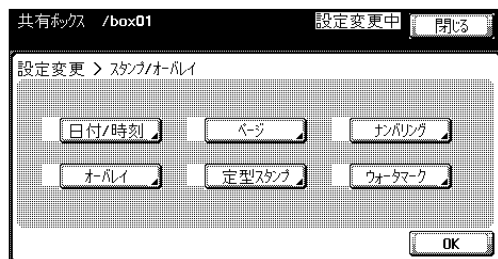 共有ボックス /box01 設定変更中 閉じる
設定変更 > スタンプ/オーバレイ
日付/時刻 ページ ナンバリング
オーバレイ 定型スタンプ ウォータマーク
OK